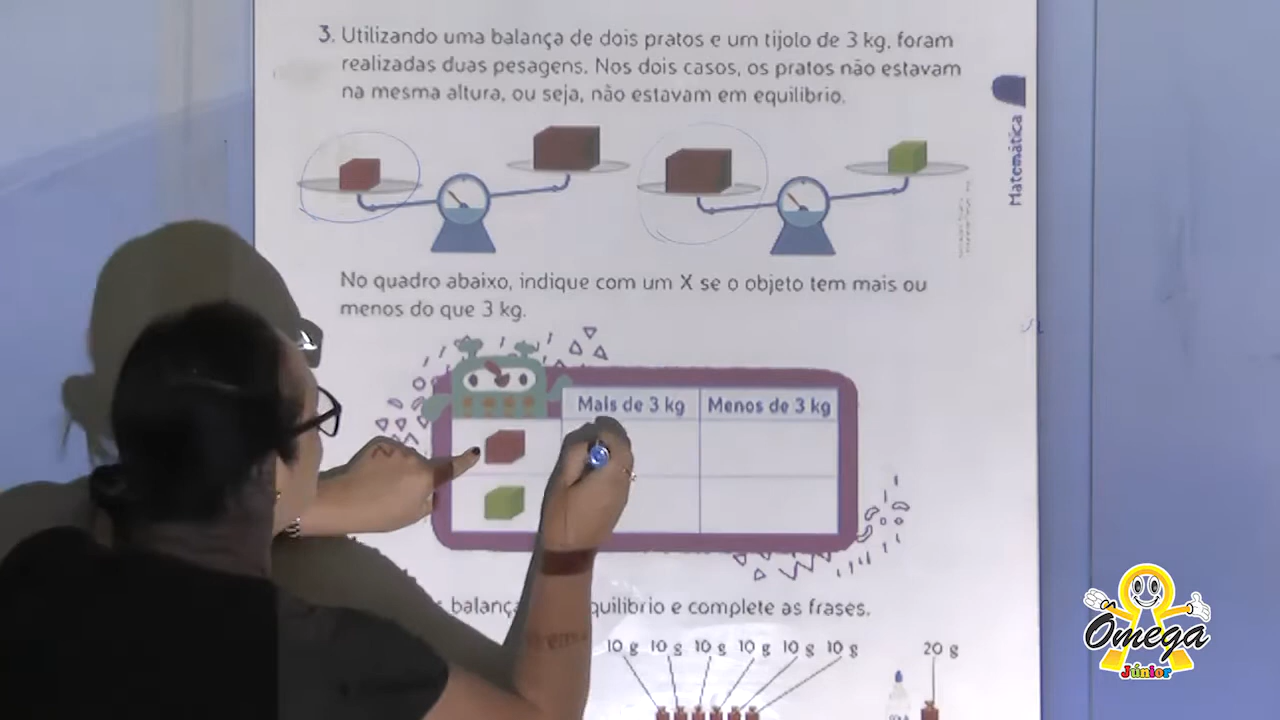 3. Utilizando uma balança de dois pratos e um tijolo de 3 kg, foram
realizadas duas pesagens. Nos dois casos, os pratos não estavam
na mesma altura, ou seja, não estavam em equilíbrio.
Matemática
No quadro abaixo, indique com um X se o objeto tem mais ou
menos do que 3 kg.
Mais de 3 kg Menos de 3 kg
balança quilíbrio e complete as frases.
10 g 10 g 10 g 10 g 10 g 10 g 20 g
COLA
Ômega
Júnior